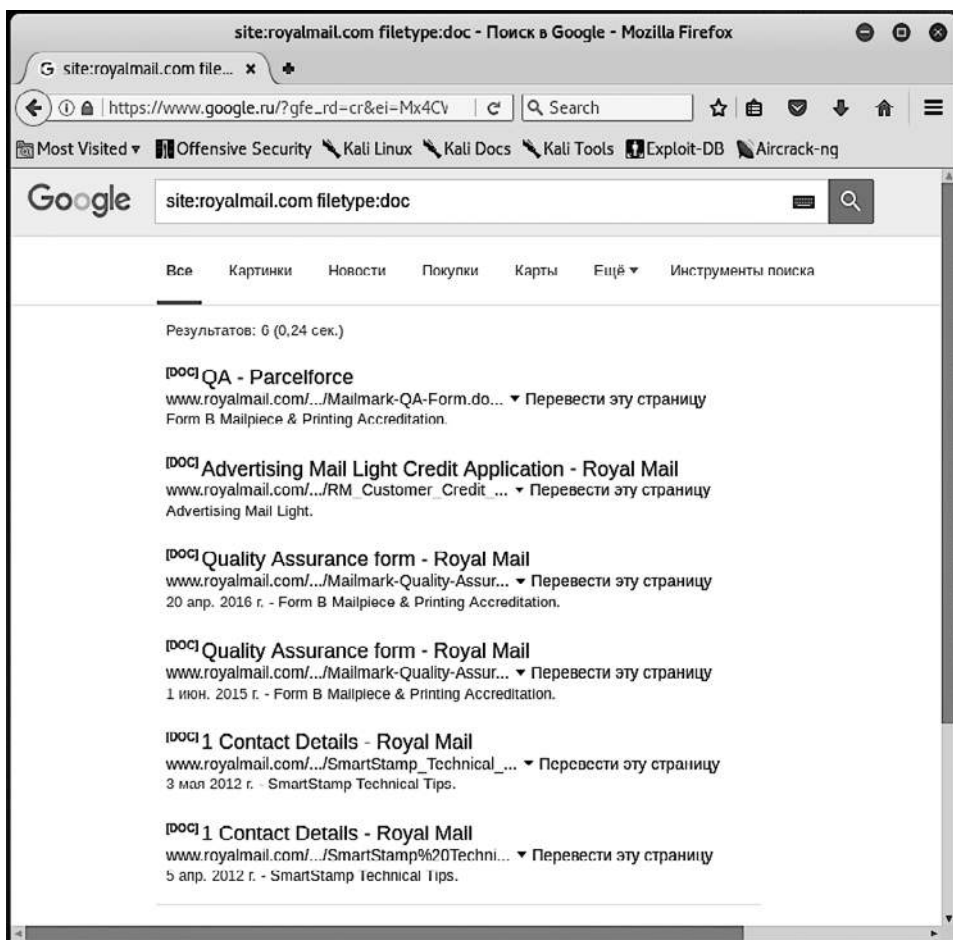 site:royalmail.com filetype:doc - Поиск в Google - Mozilla Firefox
G site:royalmail.com file...
https://www.google.ru/?gfe_rd=cr&ei=Mx4CV Search
Most Visited Offensive Security Kali Linux Kali Docs Kali Tools Exploit-DB Aircrack-ng
Google site:royalmail.com filetype:doc
Все Картинки Новости Покупки Карты Ещё Инструменты поиска
Результатов: 6 (0,24 сек.)
[DOC] QA - Parcelforce
www.royalmail.com/.../Mailmark-QA-Form.do... Перевести эту страницу
Form B Mailpiece & Printing Accreditation.
[DOC] Advertising Mail Light Credit Application - Royal Mail
www.royalmail.com/.../RM_Customer_Credit_... Перевести эту страницу
Advertising Mail Light.
[DOC] Quality Assurance form - Royal Mail
www.royalmail.com/.../Mailmark-Quality-Assur... Перевести эту страницу
20 апр. 2016 г. - Form B Mailpiece & Printing Accreditation.
[DOC] Quality Assurance form - Royal Mail
www.royalmail.com/.../Mailmark-Quality-Assur... Перевести эту страницу
1 июн. 2015 г. - Form B Mailpiece & Printing Accreditation.
[DOC] 1 Contact Details - Royal Mail
www.royalmail.com/.../SmartStamp_Technical_... Перевести эту страницу
3 мая 2012 г. - SmartStamp Technical Tips.
[DOC] 1 Contact Details - Royal Mail
www.royalmail.com/.../SmartStamp%20Techni... Перевести эту страницу
5 апр. 2012 г. - SmartStamp Technical Tips.